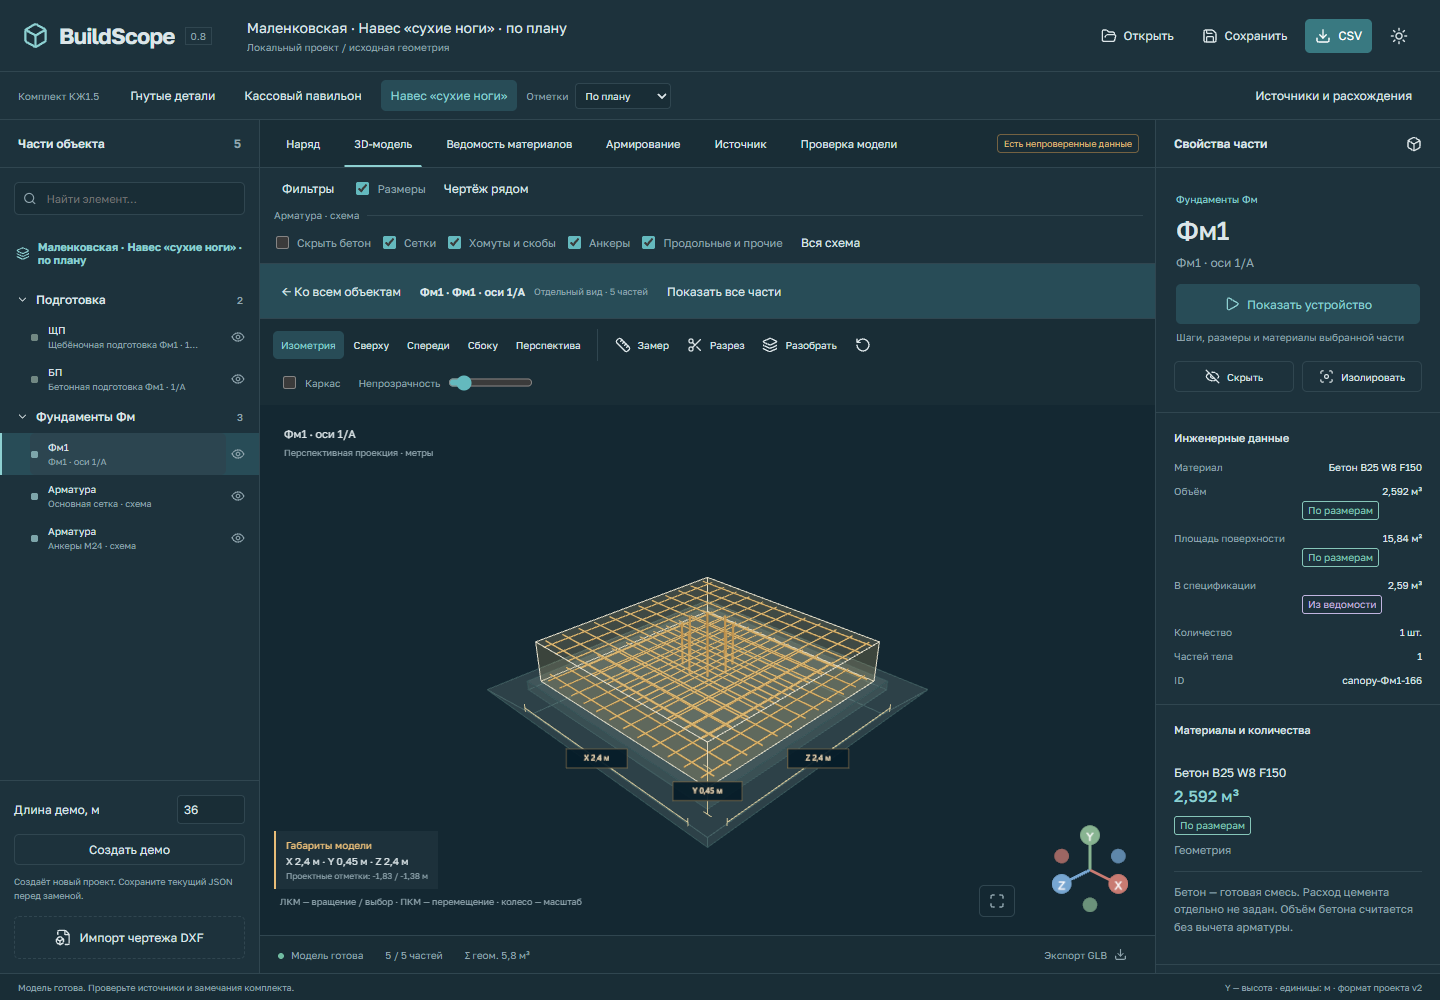 BuildScope 0.8
Маленковская · Навес «сухие ноги» · по плану
Локальный проект / исходная геометрия
Открыть
Сохранить
CSV
Комплект КЖ1.5
Гнутые детали
Кассовый павильон
Навес «сухие ноги»
Отметки
По плану
Источники и расхождения
Части объекта 5
Найти элемент...
Маленковская · Навес «сухие ноги» ·
по плану
Подготовка 2
ЩП
Щебёночная подготовка Фм1 · 1...
БП
Бетонная подготовка Фм1 · 1/А
Фундаменты Фм 3
Фм1
Фм1 · оси 1/А
Арматура
Основная сетка · схема
Арматура
Анкеры М24 · схема
Длина демо, м 36
Создать демо
Создаёт новый проект. Сохраните текущий JSON
перед заменой.
Импорт чертежа DXF
Наряд
3D-модель
Ведомость материалов
Армирование
Источник
Проверка модели
Есть непроверенные данные
Фильтры
Размеры
Чертёж рядом
Арматура · схема
Скрыть бетон
Сетки
Хомуты и скобы
Анкеры
Продольные и прочие
Вся схема
← Ко всем объектам
Фм1 · Фм1 · оси 1/А
Отдельный вид · 5 частей
Показать все части
Изометрия
Сверху
Спереди
Сбоку
Перспектива
Замер
Разрез
Разобрать
Каркас
Непрозрачность
Фм1 · оси 1/А
Перспективная проекция · метры
X 2,4 м
Z 2,4 м
Y 0,45 м
Габариты модели
X 2,4 м · Y 0,45 м · Z 2,4 м
Проектные отметки: -1,83 / -1,38 м
ЛКМ — вращение / выбор · ПКМ — перемещение · колесо — масштаб
Y
Z
X
Модель готова
5 / 5 частей
Σ геом. 5,8 м³
Экспорт GLB
Свойства части
Фундаменты Фм
Фм1
Фм1 · оси 1/А
Показать устройство
Шаги, размеры и материалы выбранной части
Скрыть
Изолировать
Инженерные данные
Материал Бетон B25 W8 F150
Объём 2,592 м³
По размерам
Площадь поверхности 15,84 м²
По размерам
В спецификации 2,59 м³
Из ведомости
Количество 1 шт.
Частей тела 1
ID canopy-Фм1-166
Материалы и количества
Бетон B25 W8 F150
2,592 м³
По размерам
Геометрия
Бетон — готовая смесь. Расход цемента
отдельно не задан. Объём бетона считается
без вычета арматуры.
Модель готова. Проверьте источники и замечания комплекта.
Y — высота · единицы: м · формат проекта v2